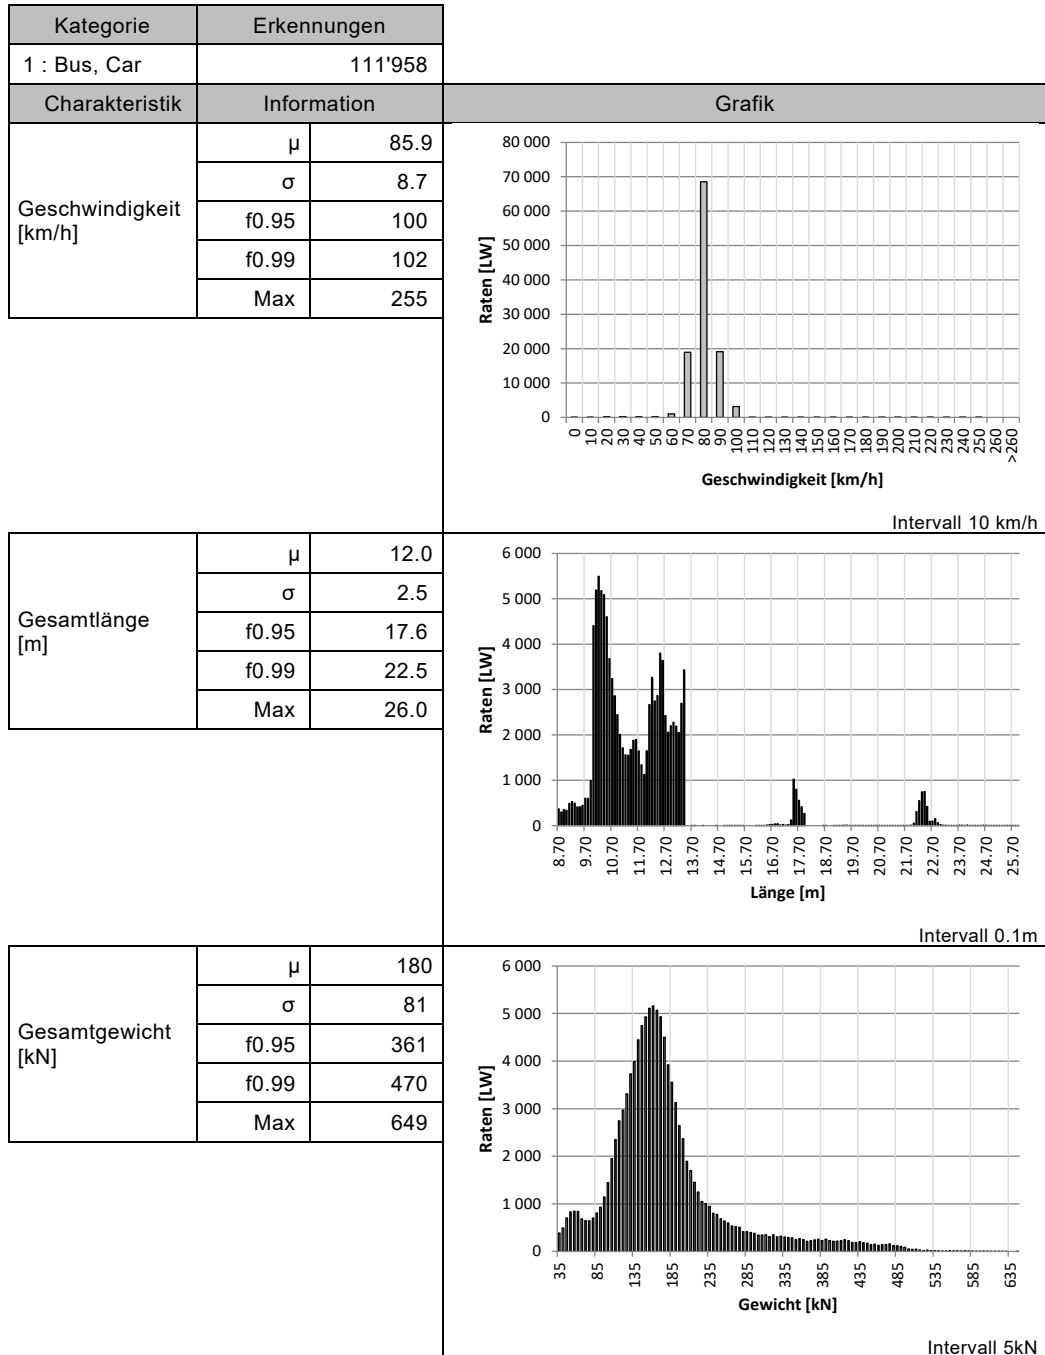 Kategorie Erkennungen
1 : Bus, Car 111'958
Charakteristik Information Grafik
Geschwindigkeit [km/h]
µ 85.9
σ 8.7
f0.95 100
f0.99 102
Max 255
80 000
70 000
60 000
50 000
40 000
30 000
20 000
10 000
0
Raten [LW]
0 10 20 30 40 50 60 70 80 90 100 110 120 130 140 150 160 170 180 190 200 210 220 230 240 250 260 >260
Geschwindigkeit [km/h]
Intervall 10 km/h
Gesamtlänge
[m]
µ 12.0
σ 2.5
f0.95 17.6
f0.99 22.5
Max 26.0
6 000
5 000
4 000
3 000
2 000
1 000
0
Raten [LW]
8.70 9.70 10.70 11.70 12.70 13.70 14.70 15.70 16.70 17.70 18.70 19.70 20.70 21.70 22.70 23.70 24.70 25.70
Länge [m]
Intervall 0.1m
Gesamtgewicht
[kN]
µ 180
σ 81
f0.95 361
f0.99 470
Max 649
6 000
5 000
4 000
3 000
2 000
1 000
0
Raten [LW]
35 85 135 185 235 285 335 385 435 485 535 585 635
Gewicht [kN]
Intervall 5kN